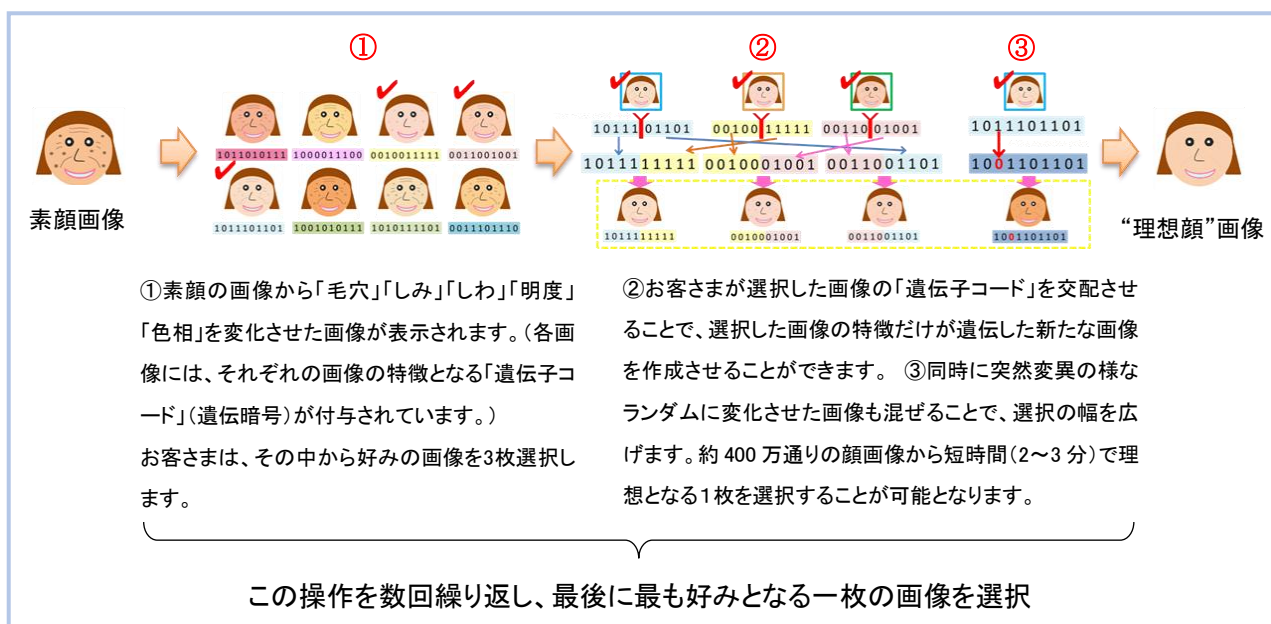 ① ② ③
10111 01101 00100 11111 00110 01001 1011101101
1011010111 1000011100 0010011111 0011001001
1011111111 0010001001 0011001101 1001101101
素顔画像
“理想顔”画像
1011101101 1001010111 1010111101 0011101110
1011111111 0010001001 0011001101 1001101101
①素顔の画像から「毛穴」「しみ」「しわ」「明度」
「色相」を変化させた画像が表示されます。（各画
像には、それぞれの画像の特徴となる「遺伝子コ
ード」（遺伝暗号）が付与されています。）
お客さまは、その中から好みの画像を3枚選択し
ます。
②お客さまが選択した画像の「遺伝子コード」を交配させ
ることで、選択した画像の特徴だけが遺伝した新たな画像
を作成させることができます。 ③同時に突然変異の様な
ランダムに変化させた画像も混ぜることで、選択の幅を広
げます。約 400 万通りの顔画像から短時間（2～3 分）で理
想となる1枚を選択することが可能となります。
この操作を数回繰り返し、最後に最も好みとなる一枚の画像を選択